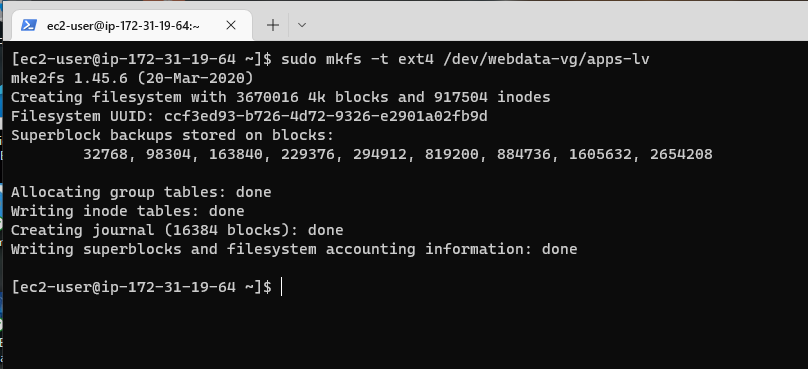 ec2-user@ip-172-31-19-64:~
[ec2-user@ip-172-31-19-64 ~]$ sudo mkfs -t ext4 /dev/webdata-vg/apps-lv
mke2fs 1.45.6 (20-Mar-2020)
Creating filesystem with 3670016 4k blocks and 917504 inodes
Filesystem UUID: ccf3ed93-b726-4d72-9326-e2901a02fb9d
Superblock backups stored on blocks:
32768, 98304, 163840, 229376, 294912, 819200, 884736, 1605632, 2654208
Allocating group tables: done
Writing inode tables: done
Creating journal (16384 blocks): done
Writing superblocks and filesystem accounting information: done
[ec2-user@ip-172-31-19-64 ~]$